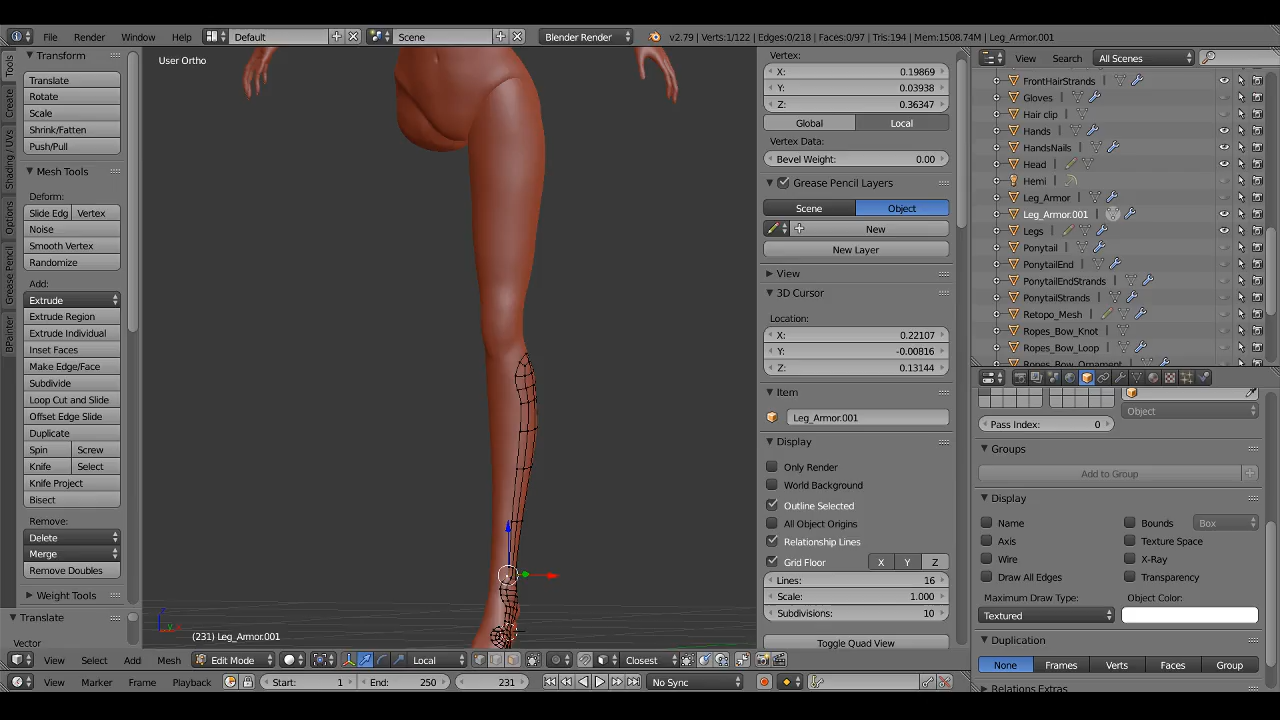 File Render Window Help Default Scene Blender Render v2.79 | Verts:1/122 | Edges:0/218 | Faces:0/97 | Tris:194 | Mem:1508.74M | Leg_Armor.001
Tools
Create
Shading / UVs
Options
Grease Pencil
BPainter
Transform
Translate
Rotate
Scale
Shrink/Fatten
Push/Pull
Mesh Tools
Deform:
Slide Edg Vertex
Noise
Smooth Vertex
Randomize
Add:
Extrude
Extrude Region
Extrude Individual
Inset Faces
Make Edge/Face
Subdivide
Loop Cut and Slide
Offset Edge Slide
Duplicate
Spin Screw
Knife Select
Knife Project
Bisect
Remove:
Delete
Merge
Remove Doubles
Weight Tools
Translate
Vector
User Ortho
(231) Leg_Armor.001
Vertex:
X: 0.19869
Y: 0.03938
Z: 0.36347
Global Local
Vertex Data:
Bevel Weight: 0.00
Grease Pencil Layers
Scene Object
New
New Layer
View
3D Cursor
Location:
X: 0.22107
Y: -0.00816
Z: 0.13144
Item
Leg_Armor.001
Display
Only Render
World Background
Outline Selected
All Object Origins
Relationship Lines
Grid Floor X Y Z
Lines: 16
Scale: 1.000
Subdivisions: 10
Toggle Quad View
View Search All Scenes
FrontHairStrands
Gloves
Hair clip
Hands
HandsNails
Head
Hemi
Leg_Armor
Leg_Armor.001
Legs
Ponytail
PonytailEnd
PonytailEndStrands
PonytailStrands
Retopo_Mesh
Ropes_Bow_Knot
Ropes_Bow_Loop
Ropes_Bow_Ornament
Object
Pass Index: 0
Groups
Add to Group
Display
Name Bounds Box
Axis Texture Space
Wire X-Ray
Draw All Edges Transparency
Maximum Draw Type: Object Color:
Textured
Duplication
None Frames Verts Faces Group
Relations Extras
View Select Add Mesh Edit Mode Local Closest
View Marker Frame Playback Start: 1 End: 250 231 No Sync